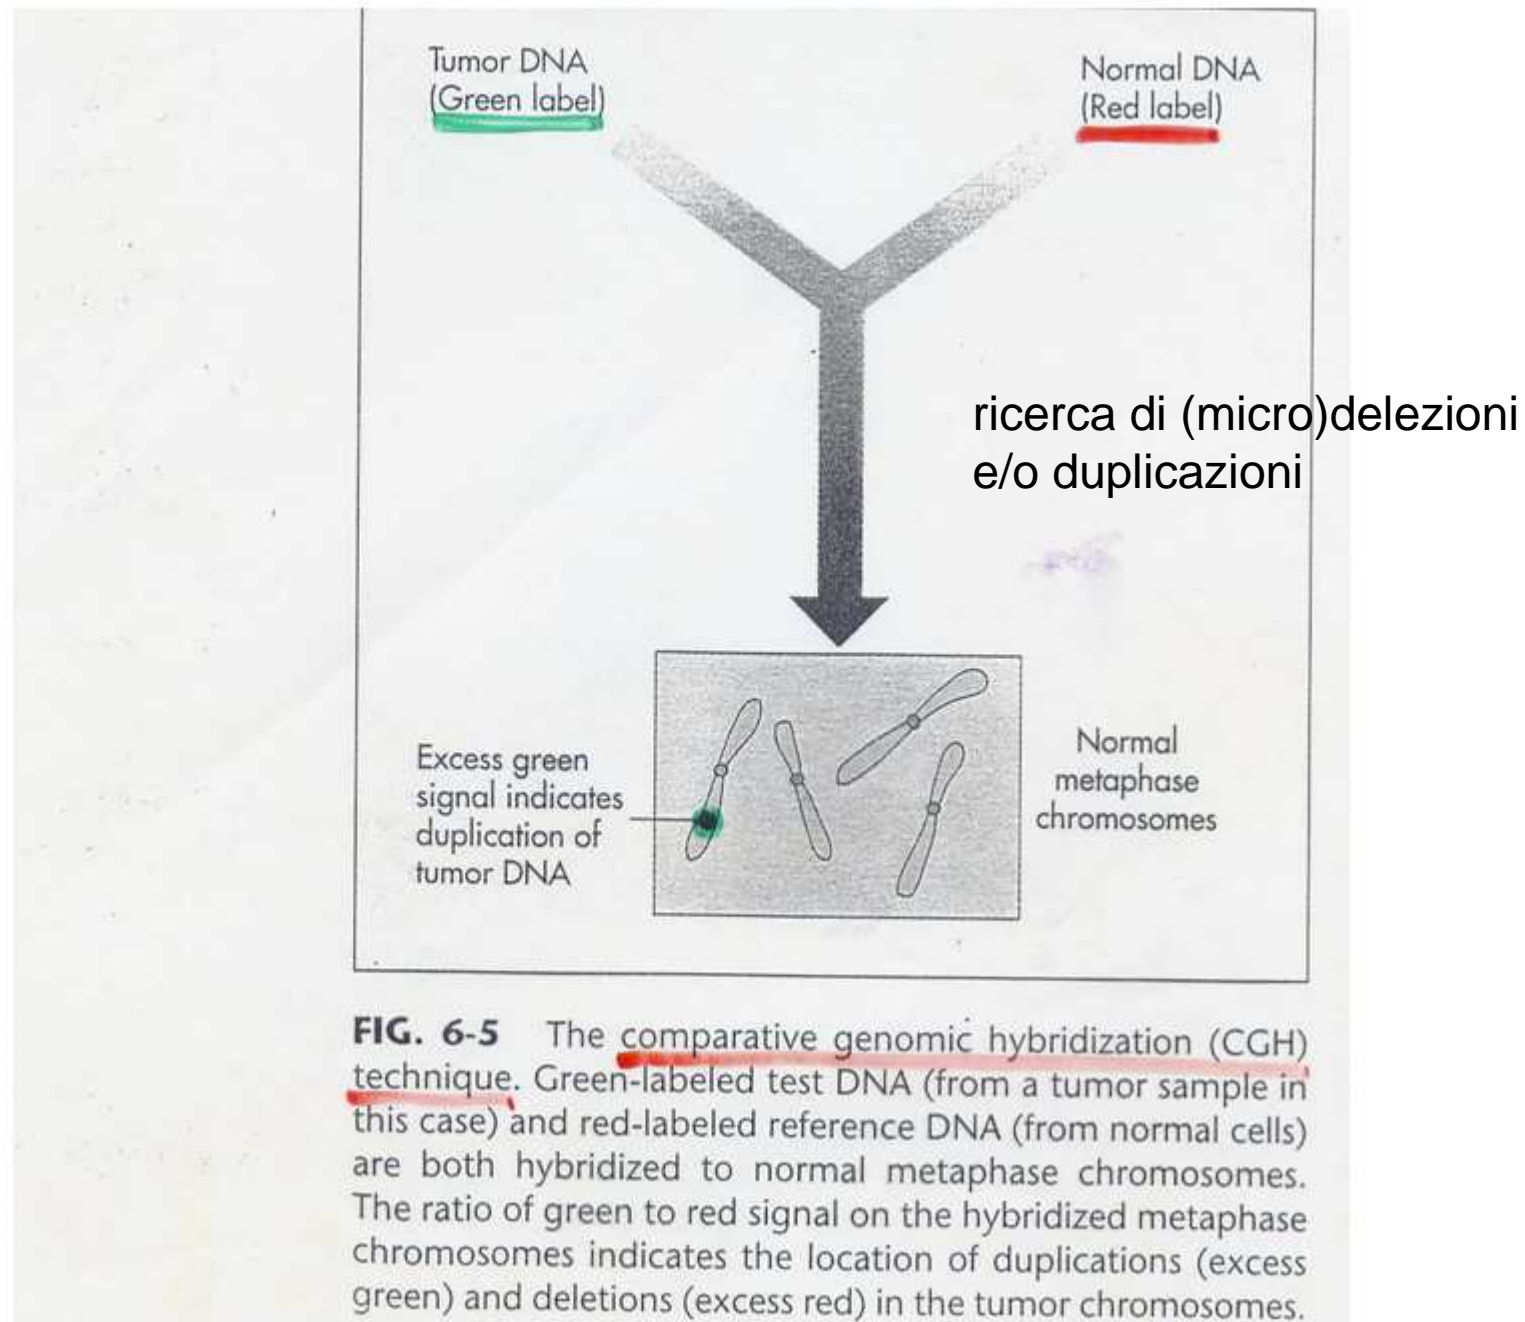 Tumor DNA
(Green label)
Normal DNA
(Red label)
ricerca di (micro)delezioni
e/o duplicazioni
Excess green
signal indicates
duplication of
tumor DNA
Normal
metaphase
chromosomes
FIG. 6-5 The comparative genomic hybridization (CGH)
technique. Green-labeled test DNA (from a tumor sample in
this case) and red-labeled reference DNA (from normal cells)
are both hybridized to normal metaphase chromosomes.
The ratio of green to red signal on the hybridized metaphase
chromosomes indicates the location of duplications (excess
green) and deletions (excess red) in the tumor chromosomes.